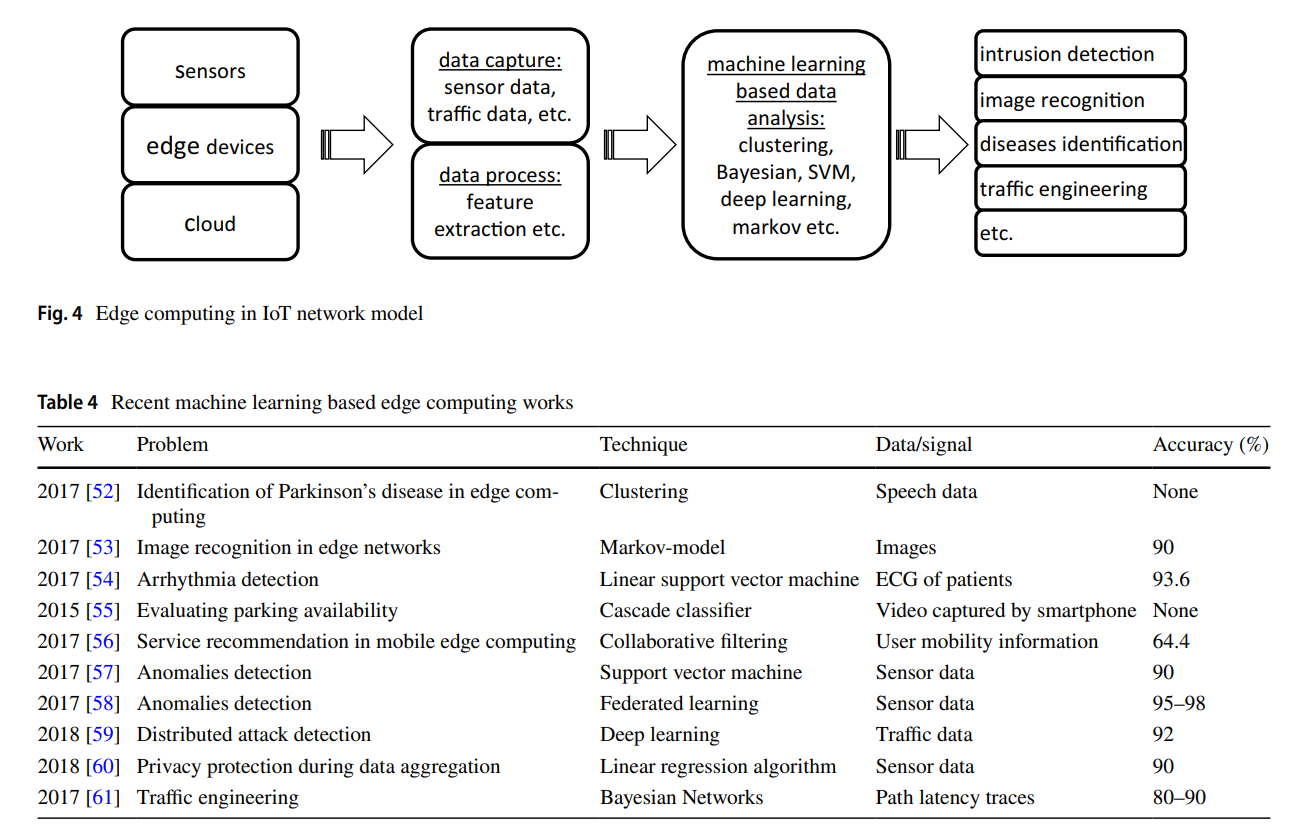 sensors
edge devices
cloud
data capture:
sensor data,
traffic data, etc.
data process:
feature
extraction etc.
machine learning
based data
analysis:
clustering,
Bayesian, SVM,
deep learning,
markov etc.
intrusion detection
image recognition
diseases identification
traffic engineering
etc.
Fig. 4 Edge computing in IoT network model
Table 4 Recent machine learning based edge computing works
Work Problem Technique Data/signal Accuracy (%)
2017 [52] Identification of Parkinson’s disease in edge com- Clustering Speech data None
puting
2017 [53] Image recognition in edge networks Markov-model Images 90
2017 [54] Arrhythmia detection Linear support vector machine ECG of patients 93.6
2015 [55] Evaluating parking availability Cascade classifier Video captured by smartphone None
2017 [56] Service recommendation in mobile edge computing Collaborative filtering User mobility information 64.4
2017 [57] Anomalies detection Support vector machine Sensor data 90
2017 [58] Anomalies detection Federated learning Sensor data 95–98
2018 [59] Distributed attack detection Deep learning Traffic data 92
2018 [60] Privacy protection during data aggregation Linear regression algorithm Sensor data 90
2017 [61] Traffic engineering Bayesian Networks Path latency traces 80–90